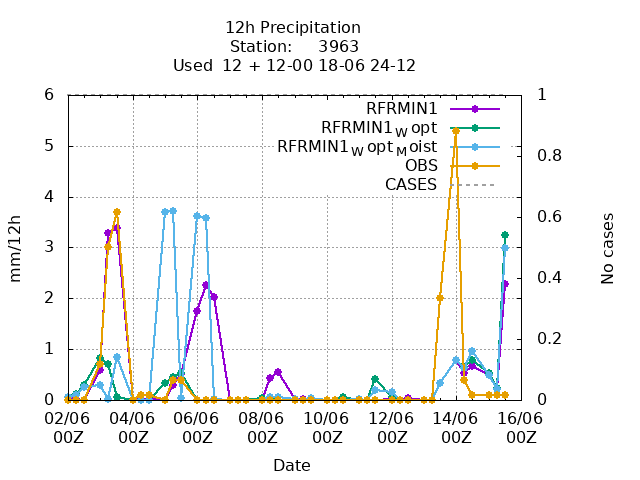 12h Precipitation
Station: 3963
Used 12 + 12-00 18-06 24-12
RFRMIN1
RFRMIN1Wopt
RFRMIN1WoptMoist
OBS
CASES
mm/12h
No cases
6
5
4
3
2
1
0
1
0.8
0.6
0.4
0.2
0
02/06 04/06 06/06 08/06 10/06 12/06 14/06 16/06
00Z 00Z 00Z 00Z 00Z 00Z 00Z 00Z
Date